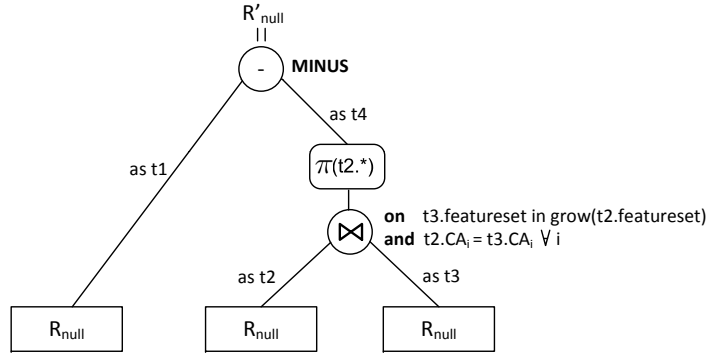 R'null
-
MINUS
as t4
as t1
π(t2.*)
on t3.featureset in grow(t2.featureset)
⋈
and t2.CAi = t3.CAi ∀ i
as t2
as t3
Rnull
Rnull
Rnull